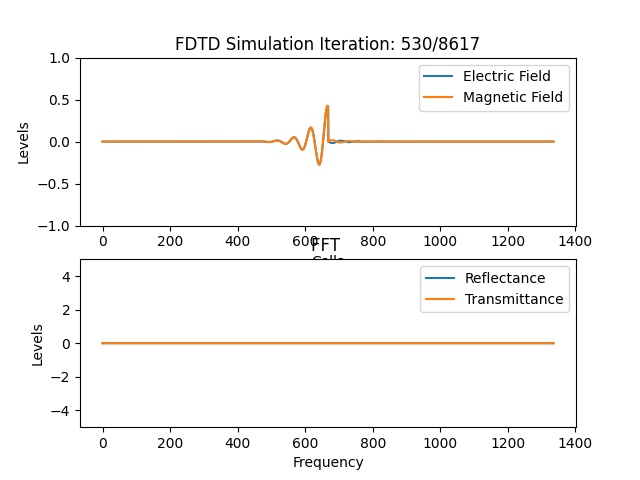 FDTD Simulation Iteration: 530/8617
1.0
0.5
0.0
−0.5
−1.0
Levels
Electric Field
Magnetic Field
0 200 400 600 800 1000 1200 1400
FFT
4
2
0
−2
−4
Levels
Reflectance
Transmittance
0 200 400 600 800 1000 1200 1400
Frequency